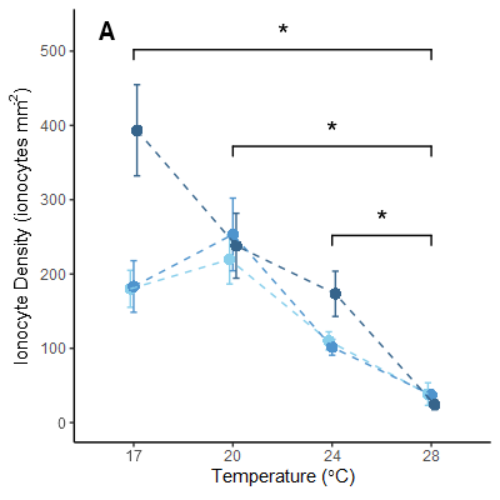 A
*
500
*
400
300
*
200
100
0
17 20 24 28
Temperature (°C)
Ionocyte Density (ionocytes mm⁻²)